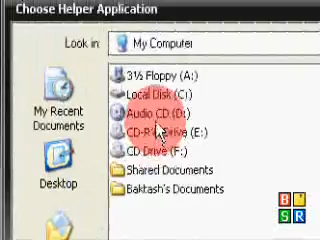 Choose Helper Application
Look in:
My Computer
3½ Floppy (A:)
Local Disk (C:)
Audio CD (D:)
CD-R Drive (E:)
CD Drive (F:)
Shared Documents
Baktash's Documents
My Recent
Documents
Desktop
B
S R